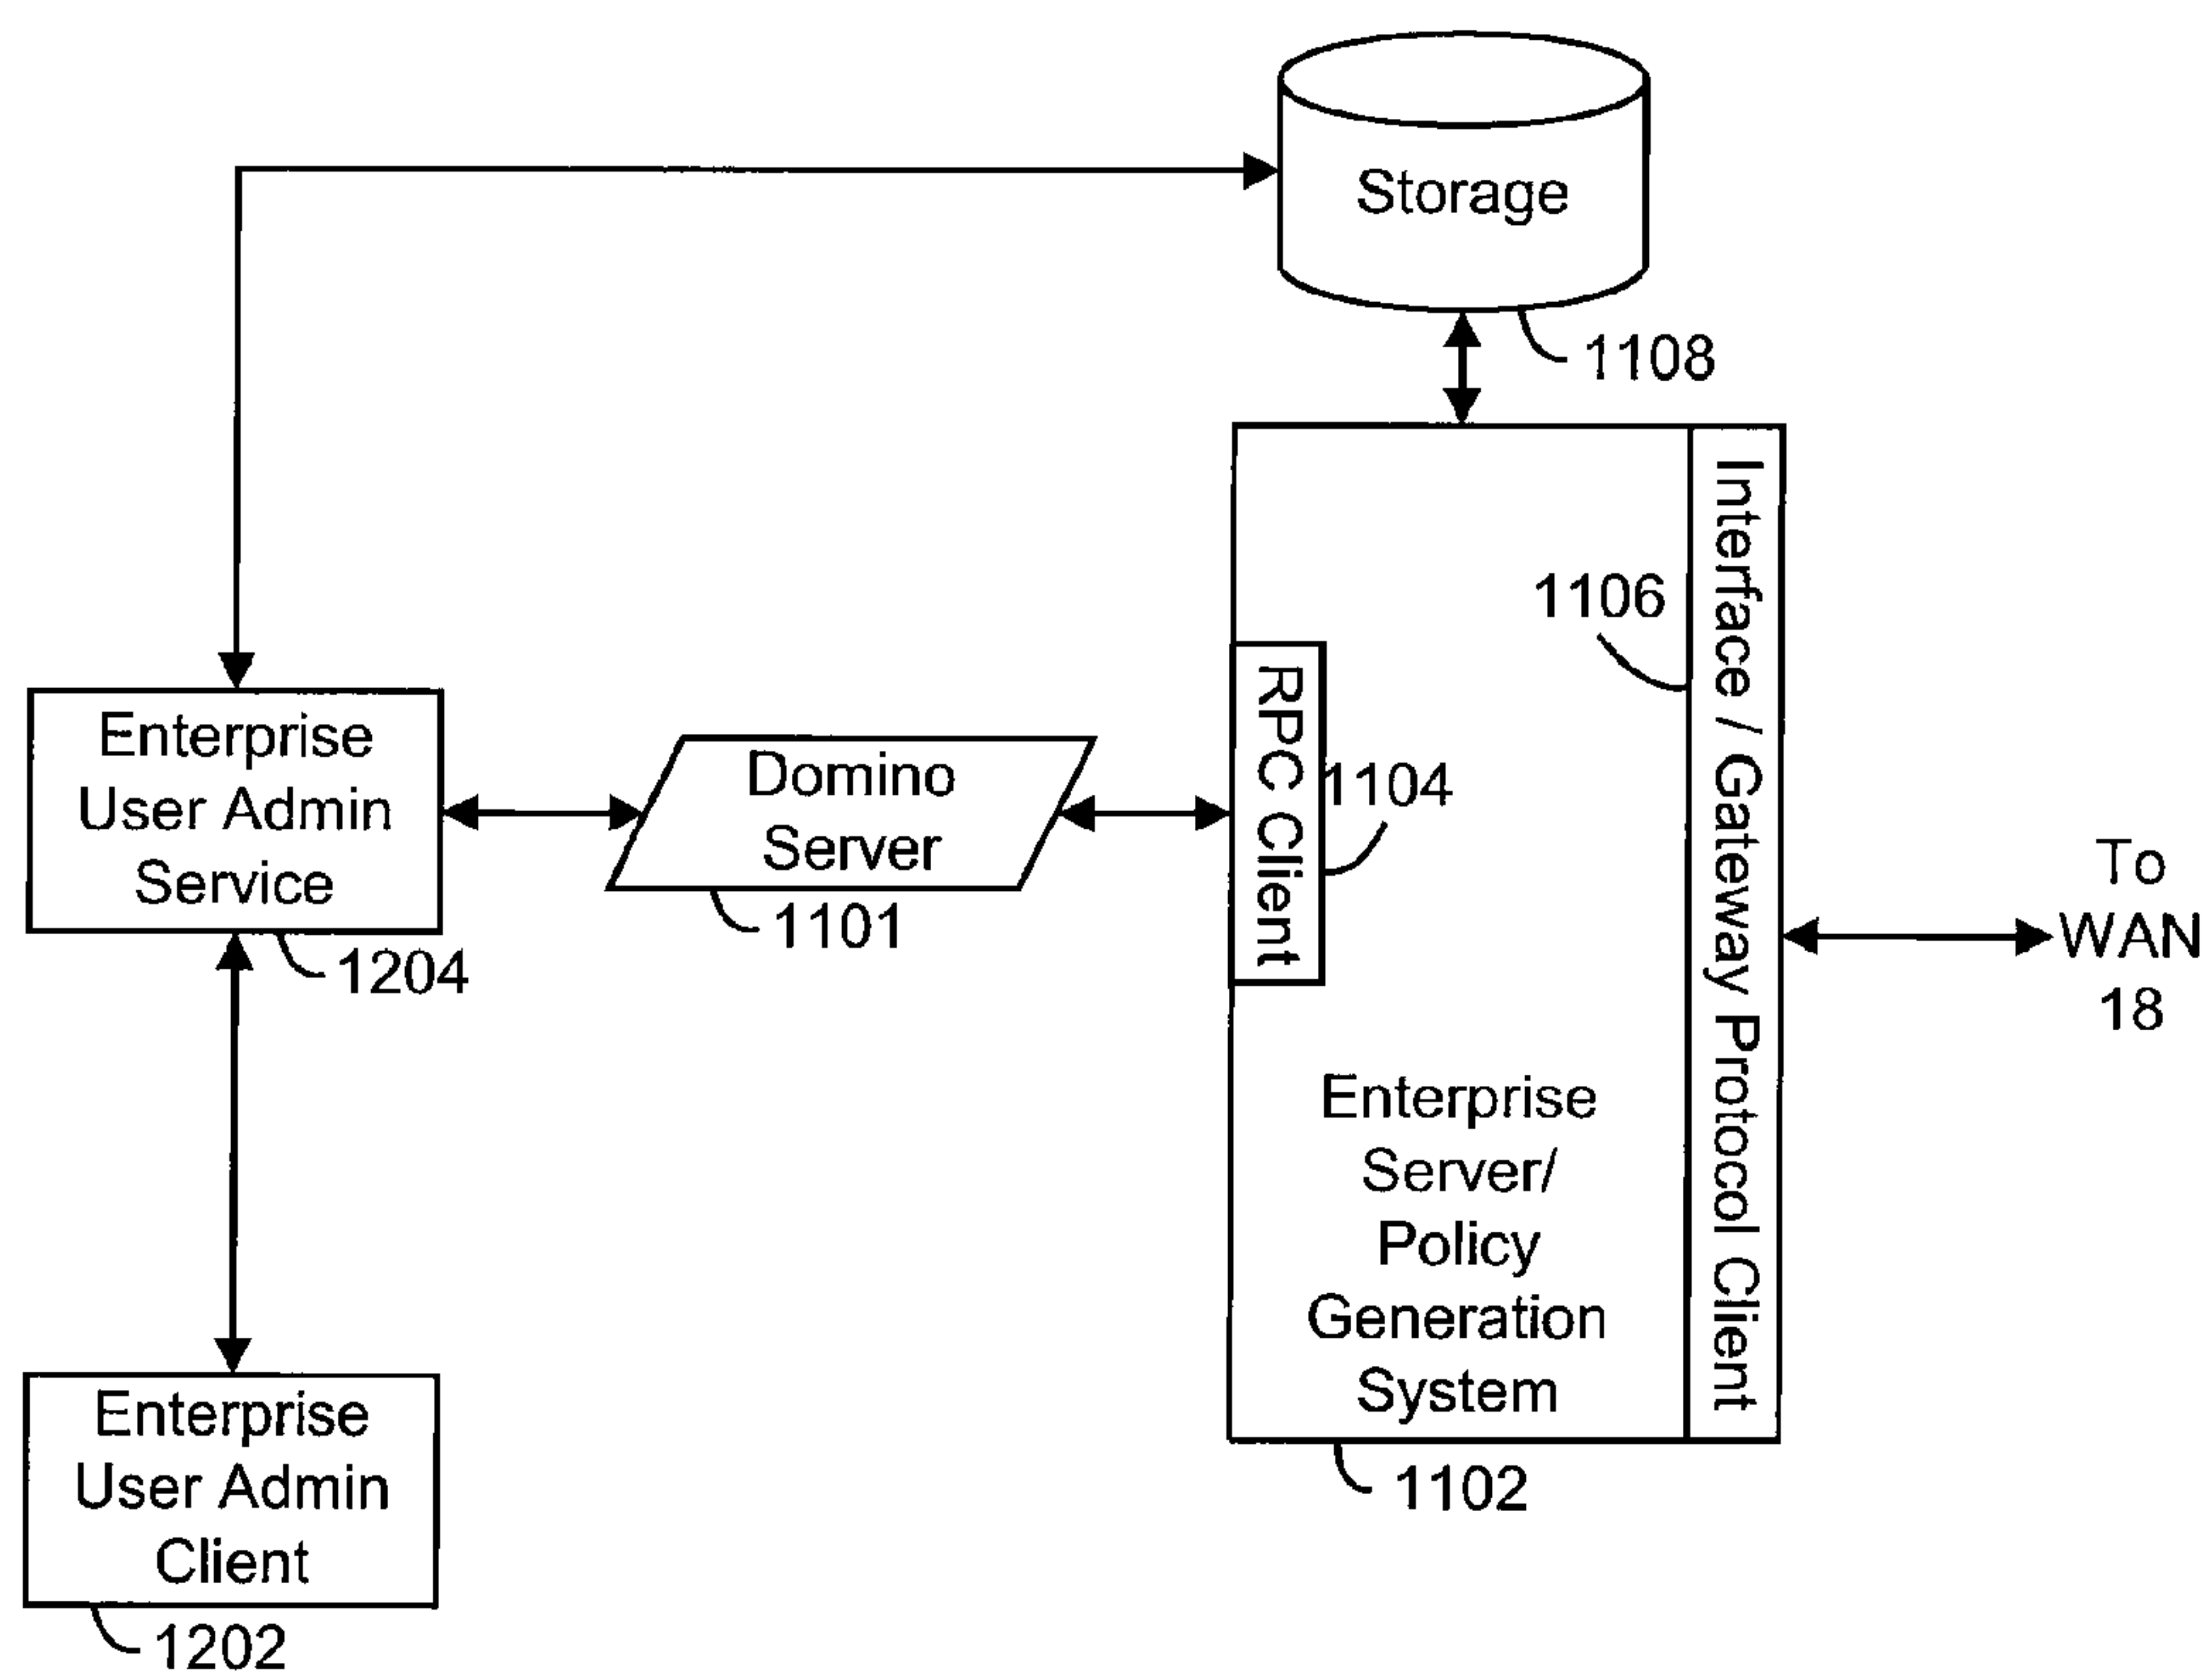 Storage
1108
Interface / Gateway Protocol Client
1106
RPC Client
1104
Enterprise
User Admin
Service
1204
Domino
Server
1101
To
WAN
18
Enterprise
Server/
Policy
Generation
System
1102
Enterprise
User Admin
Client
1202